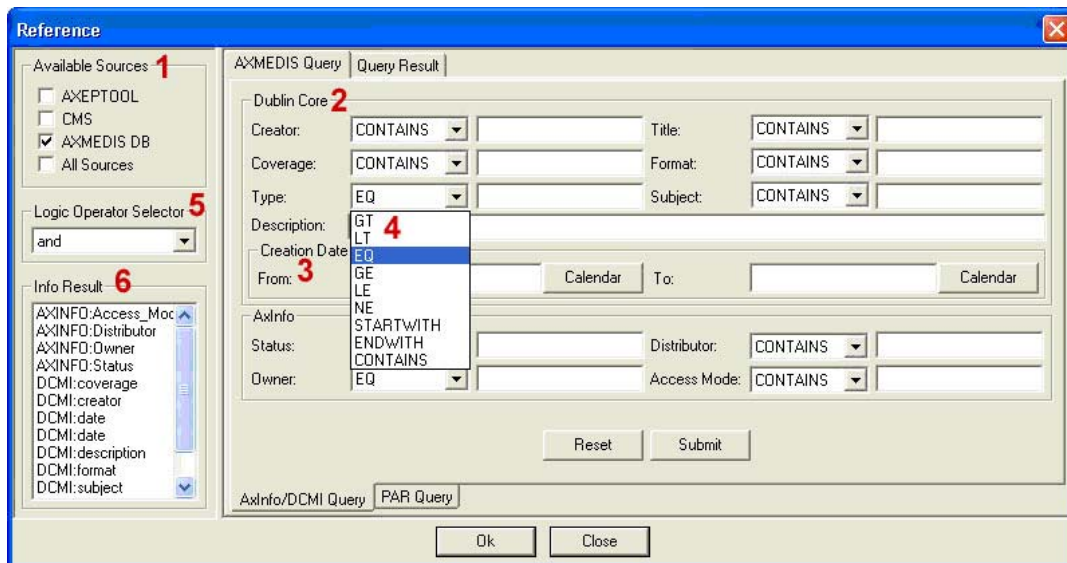 Reference
Available Sources 1
AXEPTOOL
CMS
AXMEDIS DB
All Sources
Logic Operator Selector 5
and
Info Result 6
AXINFO:Access_Moc
AXINFO:Distributor
AXINFO:Owner
AXINFO:Status
DCMI:coverage
DCMI:creator
DCMI:date
DCMI:date
DCMI:description
DCMI:format
DCMI:subject
AXMEDIS Query Query Result
Dublin Core 2
Creator: CONTAINS Title: CONTAINS
Coverage: CONTAINS Format: CONTAINS
Type: EQ Subject: CONTAINS
Description:
GT 4
LT
EQ
GE
LE
NE
STARTWITH
ENDWITH
CONTAINS
Creation Date
From: 3 Calendar To: Calendar
AxInfo
Status: Distributor: CONTAINS
Owner: EQ Access Mode: CONTAINS
Reset Submit
AxInfo/DCMI Query PAR Query
Ok Close